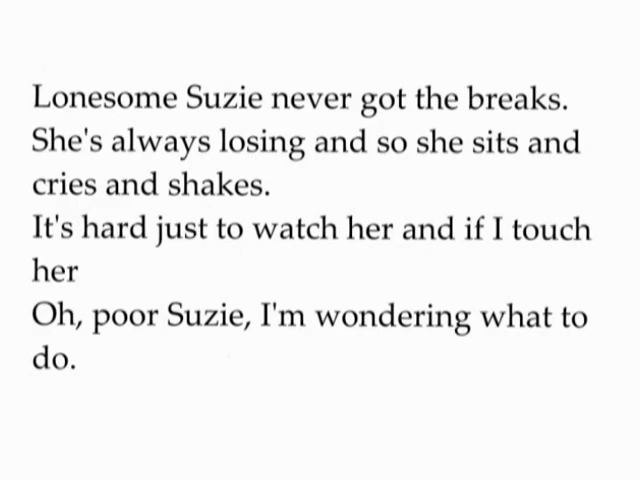 Lonesome Suzie never got the breaks.
She's always losing and so she sits and
cries and shakes.
It's hard just to watch her and if I touch
her
Oh, poor Suzie, I'm wondering what to
do.